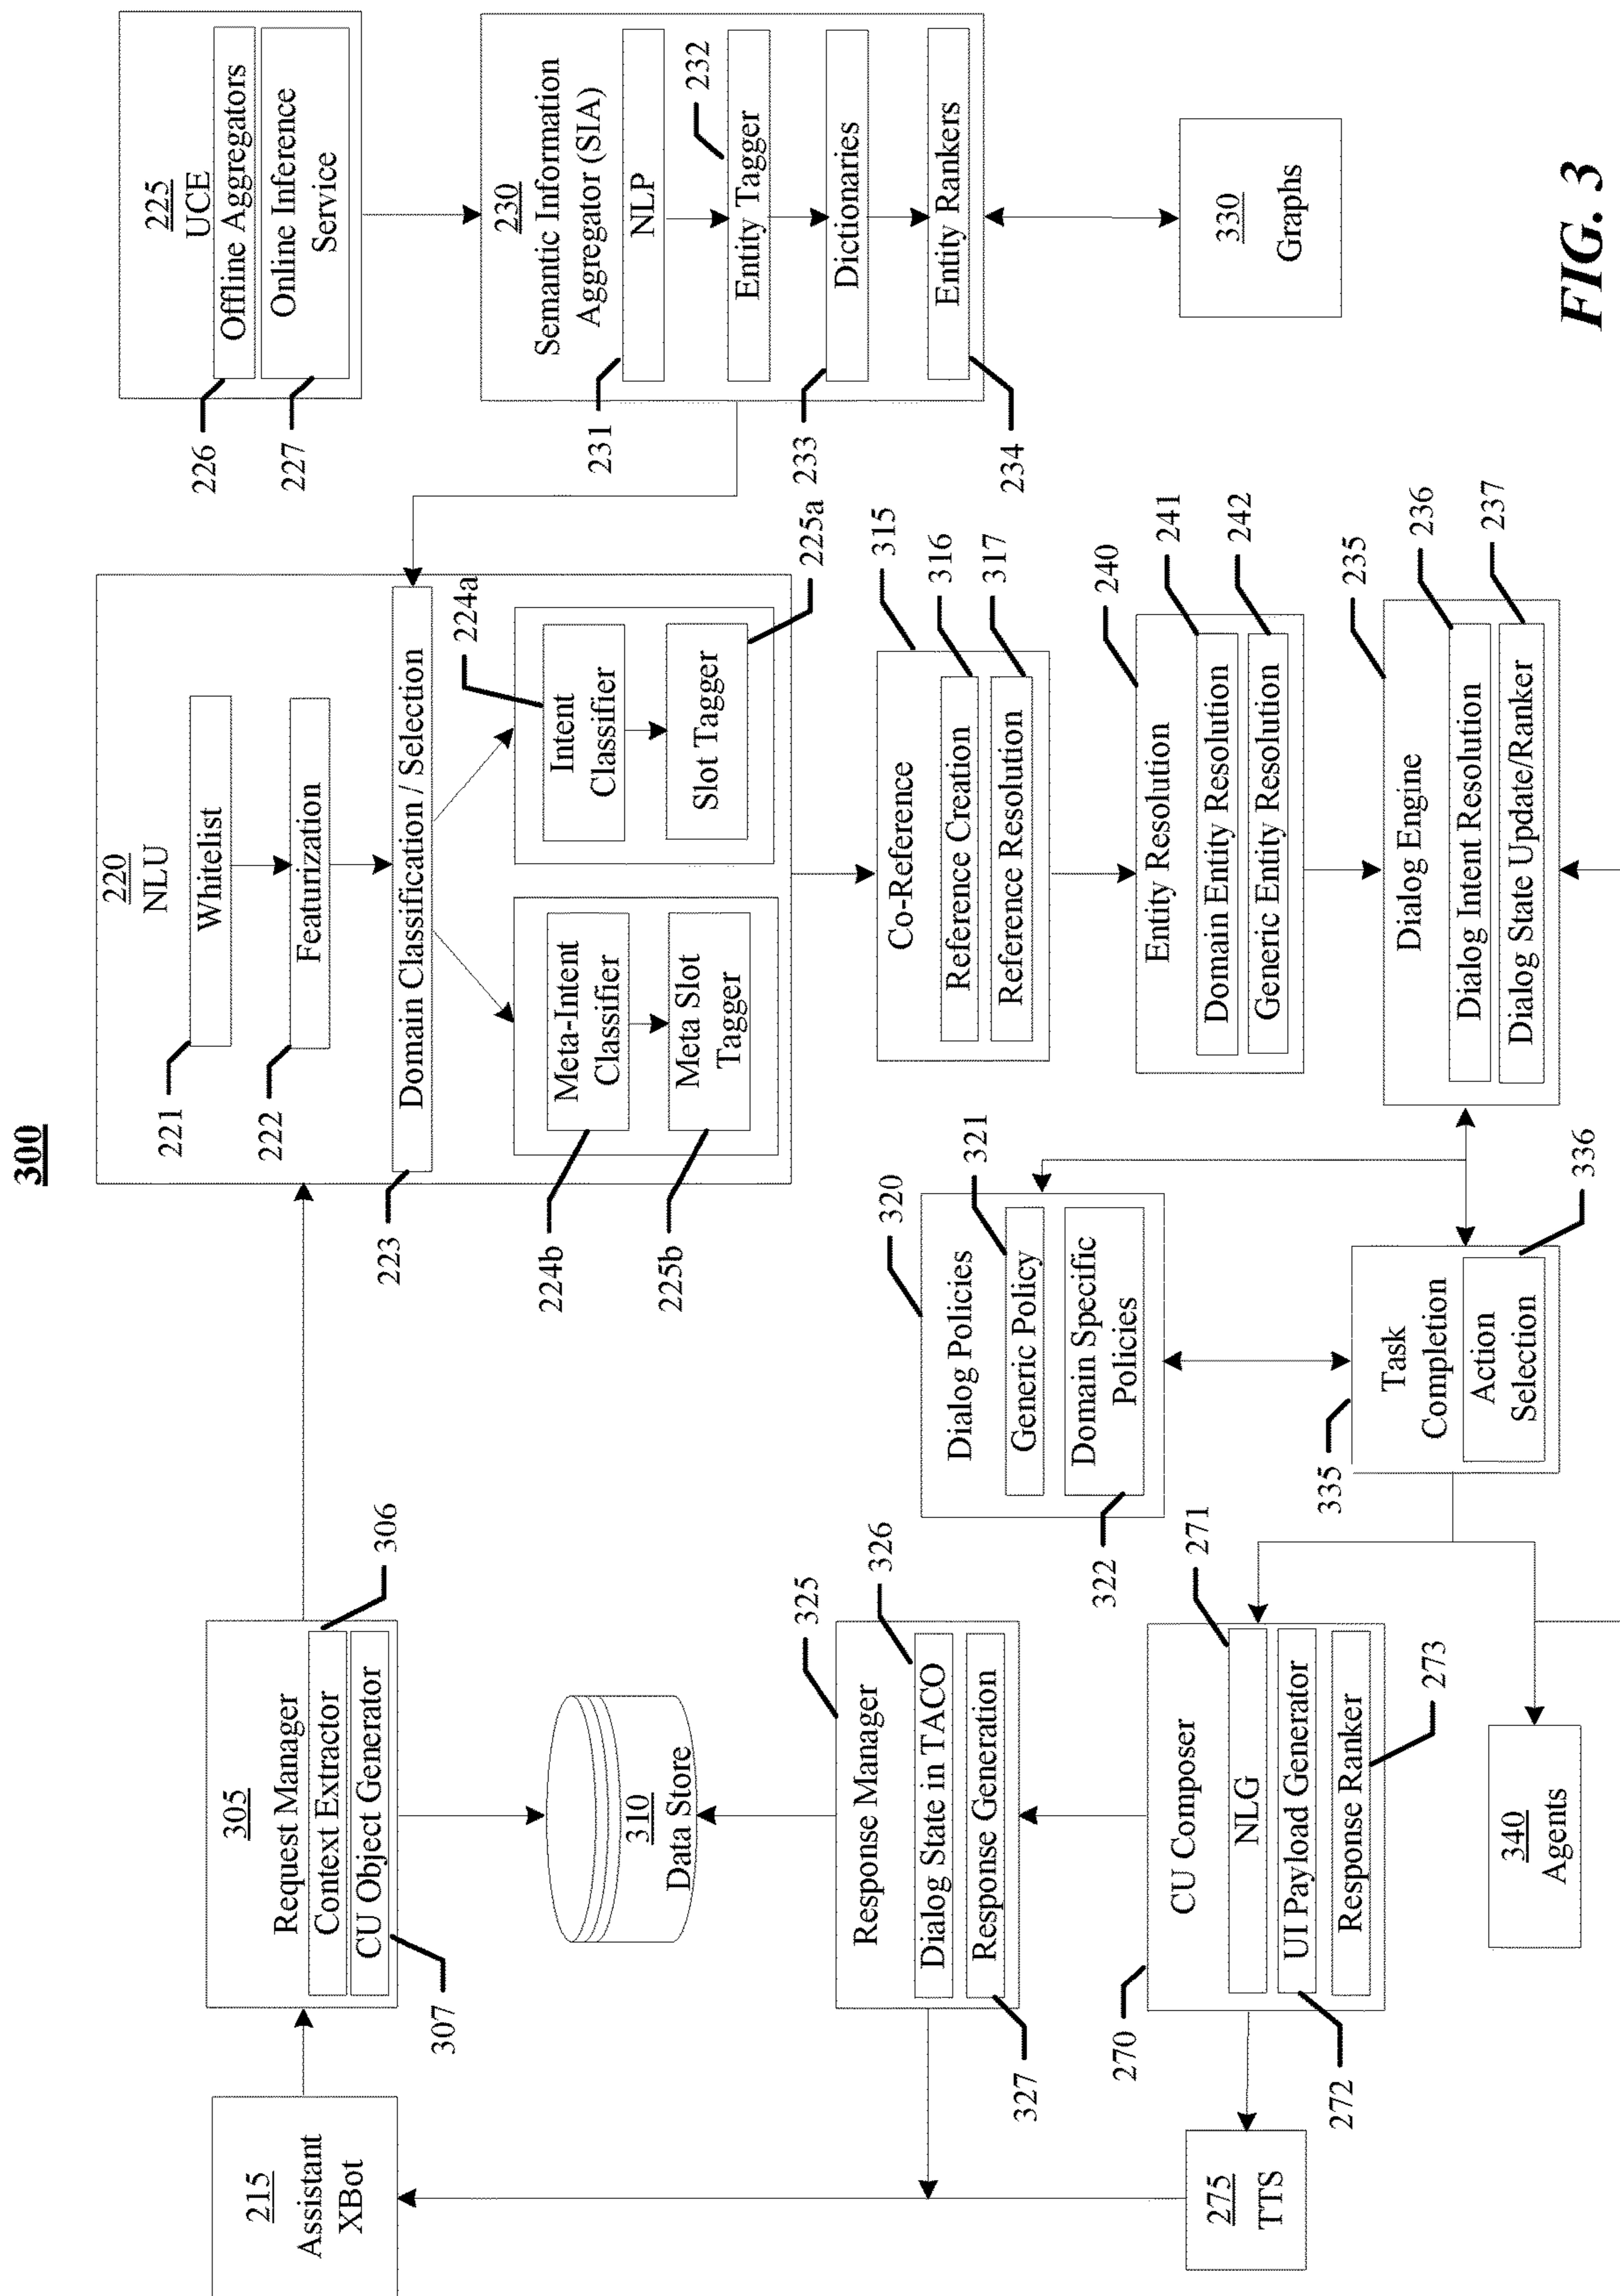 300
215
Assistant
XBot
305
Request Manager
Context Extractor
CU Object Generator
306
307
310
Data Store
220
NLU
Whitelist
221
Featurization
222
Domain Classification / Selection
223
Meta-Intent
Classifier
224b
Meta Slot
Tagger
225b
Intent
Classifier
224a
Slot Tagger
225a
225
UCE
Offline Aggregators
226
Online Inference
Service
227
230
Semantic Information
Aggregator (SIA)
NLP
231
Entity Tagger
232
Dictionaries
233
Entity Rankers
234
330
Graphs
Co-Reference
315
Reference Creation
316
Reference Resolution
317
Entity Resolution
240
Domain Entity Resolution
241
Generic Entity Resolution
242
Dialog Engine
235
Dialog Intent Resolution
236
Dialog State Update/Ranker
237
Dialog Policies
320
Generic Policy
321
Domain Specific
Policies
322
Task
Completion
335
Action
Selection
336
Response Manager
325
Dialog State in TACO
326
Response Generation
327
CU Composer
270
NLG
271
UI Payload Generator
272
Response Ranker
273
275
TTS
340
Agents
FIG. 3